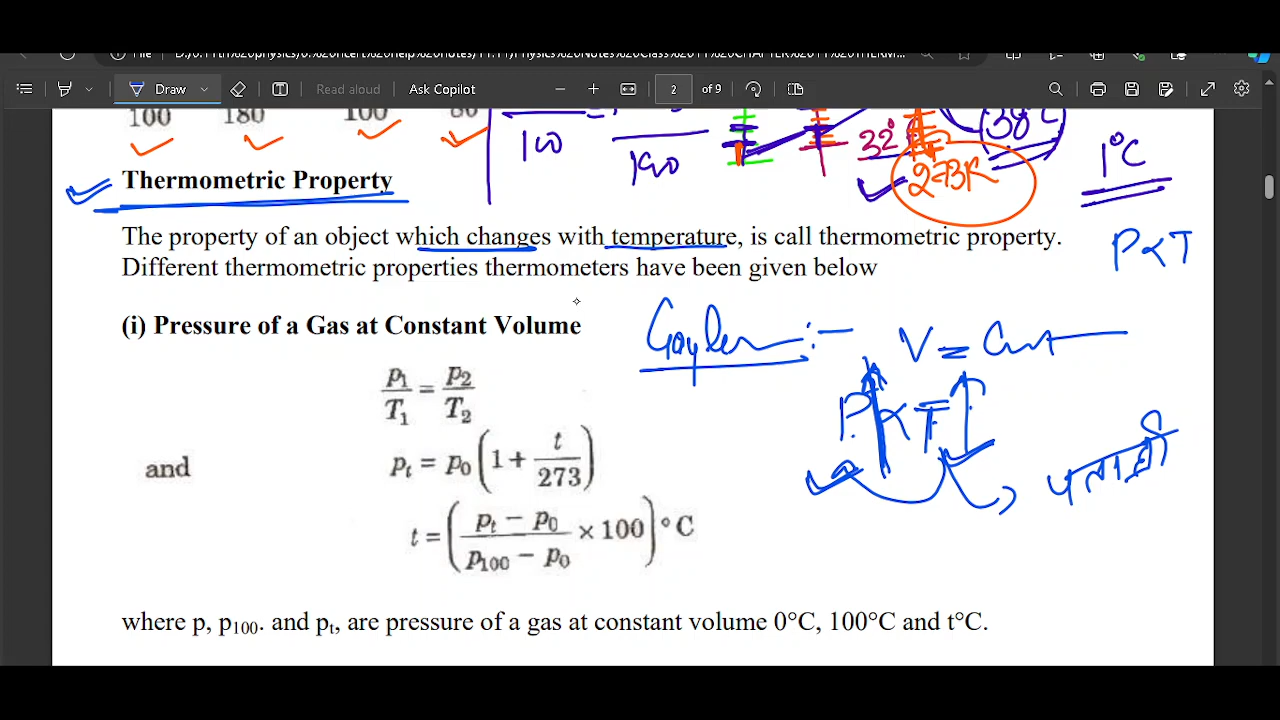 Draw
Read aloud
Ask Copilot
2 of 9
100 180 100 80
100
32°
38°C
273K
1°C
Thermometric Property
The property of an object which changes with temperature, is call thermometric property.
P∝T
Different thermometric properties thermometers have been given below
(i) Pressure of a Gas at Constant Volume
V =
p₁/T₁ = p₂/T₂
P ∝ T
and
pₜ = p₀ (1 + t/273)
t = ((pₜ − p₀)/(p₁₀₀ − p₀) × 100) °C
where p, p₁₀₀. and pₜ, are pressure of a gas at constant volume 0°C, 100°C and t°C.